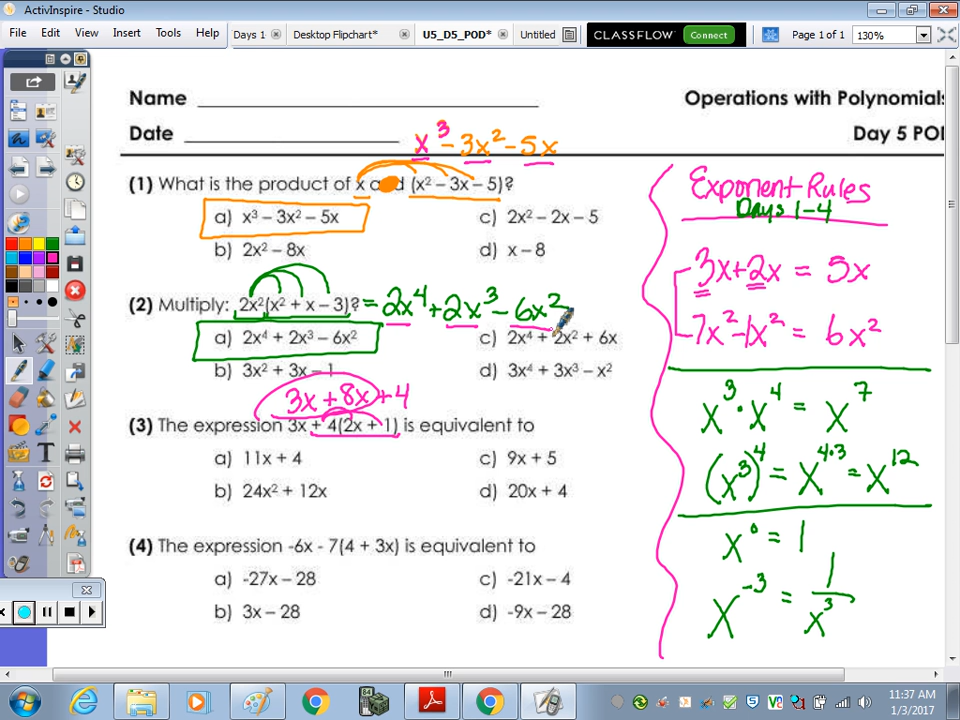 ActivInspire - Studio
File Edit View Insert Tools Help Days 1 Desktop Flipchart* U5_D5_POD* Untitled CLASSFLOW Connect Page 1 of 1 130%
Name
Operations with Polynomials
Date
Day 5 POD
x³ - 3x² - 5x
(1) What is the product of x and (x² – 3x – 5)?
a) x³ – 3x² – 5x
c) 2x² – 2x – 5
b) 2x² – 8x
d) x – 8
(2) Multiply: 2x²(x² + x – 3)? = 2x⁴ + 2x³ - 6x²
a) 2x⁴ + 2x³ – 6x²
c) 2x⁴ + 2x² + 6x
b) 3x² + 3x – 1
d) 3x⁴ + 3x³ – x²
3x + 8x + 4
(3) The expression 3x + 4(2x + 1) is equivalent to
a) 11x + 4
c) 9x + 5
b) 24x² + 12x
d) 20x + 4
(4) The expression -6x - 7(4 + 3x) is equivalent to
a) -27x – 28
c) -21x – 4
b) 3x – 28
d) -9x – 28
Exponent Rules
Days 1-4
3x + 2x = 5x
7x² - 1x² = 6x²
x³ · x⁴ = x⁷
(x³)⁴ = x⁴·³ = x¹²
x⁰ = 1
x⁻³ = 1/x³
11:37 AM
1/3/2017